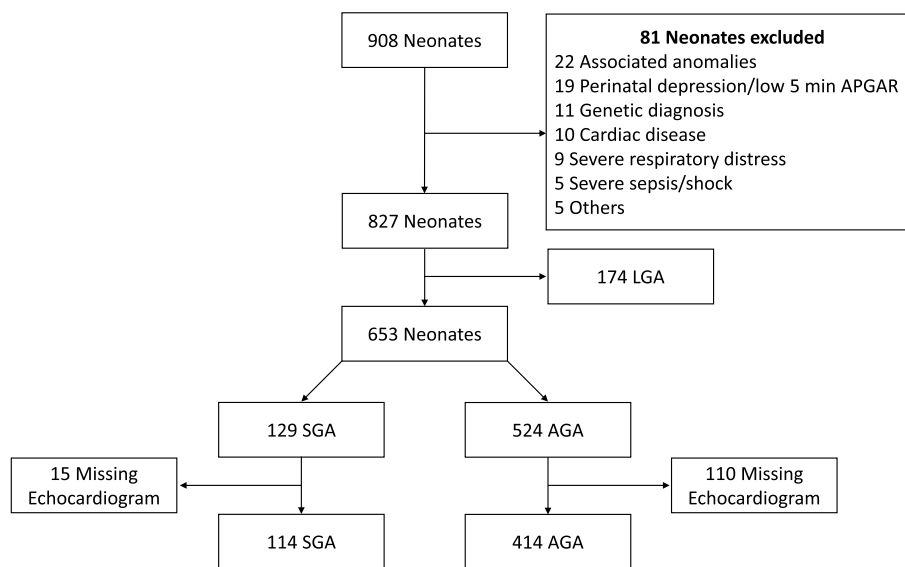 908 Neonates
81 Neonates excluded
22 Associated anomalies
19 Perinatal depression/low 5 min APGAR
11 Genetic diagnosis
10 Cardiac disease
9 Severe respiratory distress
5 Severe sepsis/shock
5 Others
827 Neonates
174 LGA
653 Neonates
129 SGA
524 AGA
15 Missing
Echocardiogram
110 Missing
Echocardiogram
114 SGA
414 AGA